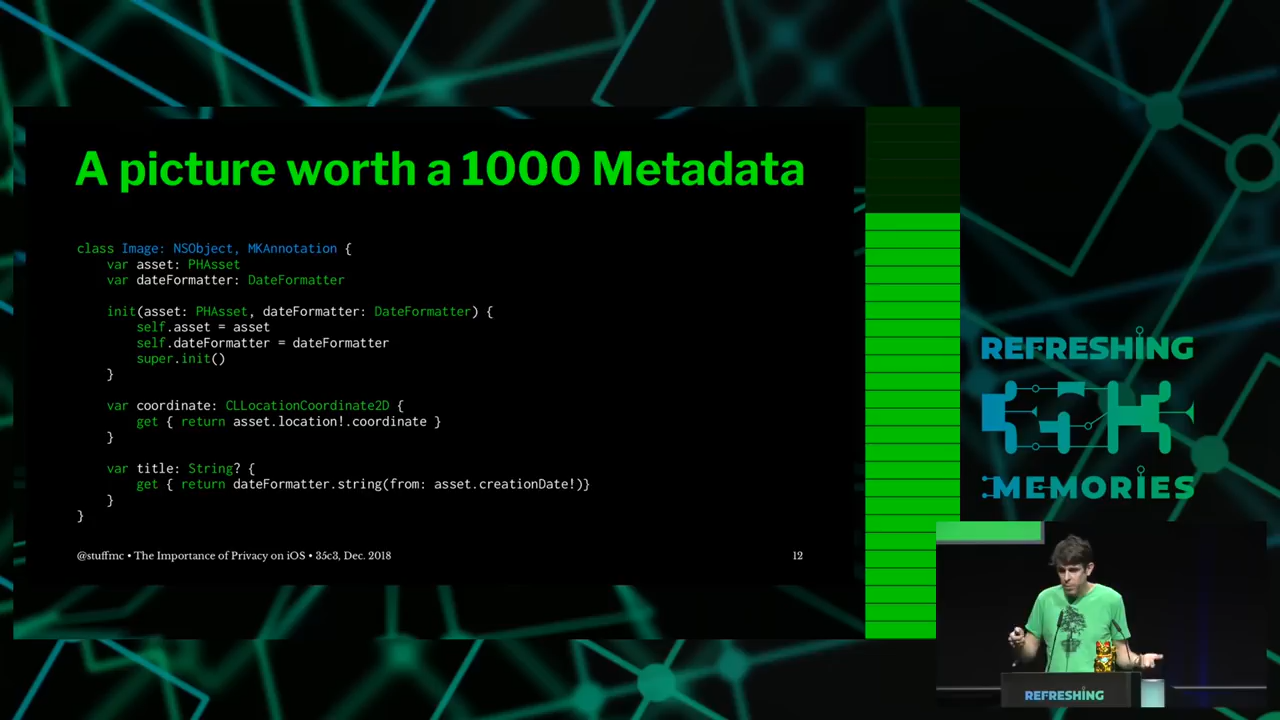 A picture worth a 1000 Metadata
class Image: NSObject, MKAnnotation {
    var asset: PHAsset
    var dateFormatter: DateFormatter
    init(asset: PHAsset, dateFormatter: DateFormatter) {
        self.asset = asset
        self.dateFormatter = dateFormatter
        super.init()
    }
    var coordinate: CLLocationCoordinate2D {
        get { return asset.location!.coordinate }
    }
    var title: String? {
        get { return dateFormatter.string(from: asset.creationDate!)}
    }
}
@stuffmc • The Importance of Privacy on iOS • 35c3, Dec. 2018
12
REFRESHING
MEMORIES
REFRESHING